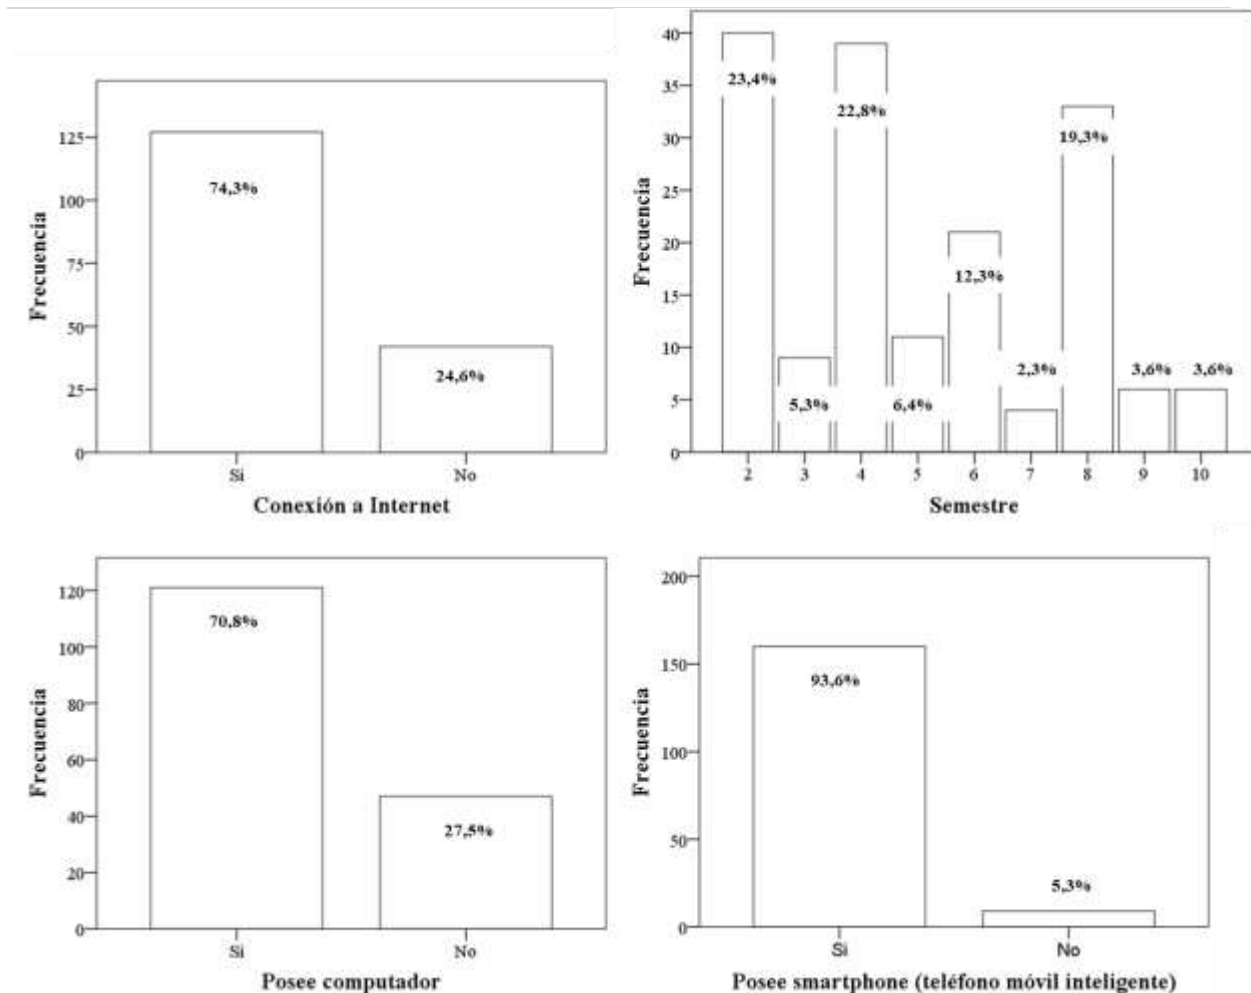 125
100
75
50
25
0
Frecuencia
74,3%
24,6%
Si
No
Conexión a Internet
40
35
30
25
20
15
10
5
0
Frecuencia
23,4%
5,3%
22,8%
6,4%
12,3%
2,3%
19,3%
3,6%
3,6%
2 3 4 5 6 7 8 9 10
Semestre
120
100
80
60
40
20
0
Frecuencia
70,8%
27,5%
Si
No
Posee computador
200
150
100
50
0
Frecuencia
93,6%
5,3%
Si
No
Posee smartphone (teléfono móvil inteligente)